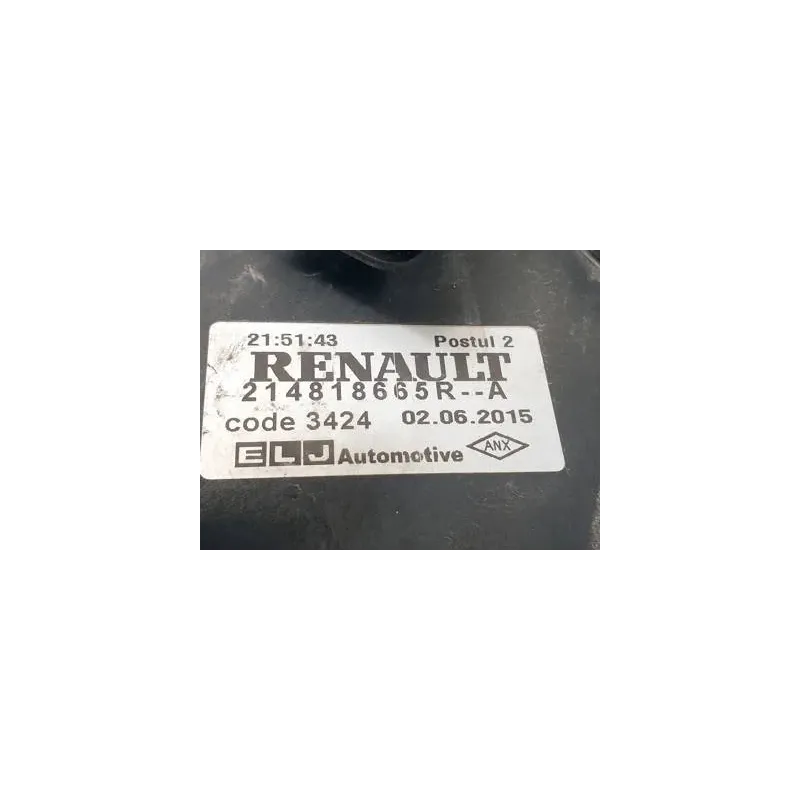 21:51:43 Postul 2
RENAULT
214818665R--A
code 3424 02.06.2015
ELJ Automotive ANX